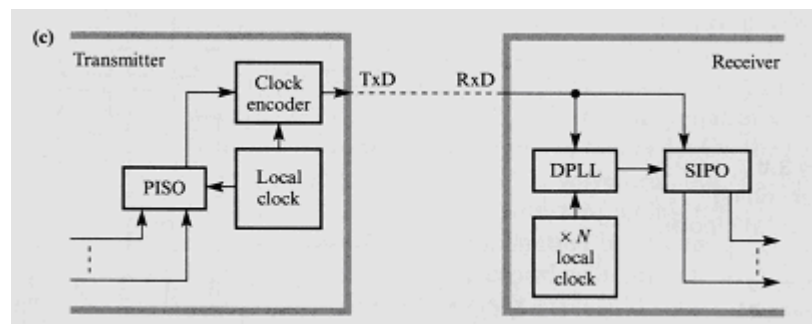 (c)
Transmitter
Clock
encoder
TxD
RxD
Receiver
PISO
Local
clock
DPLL
SIPO
× N
local
clock